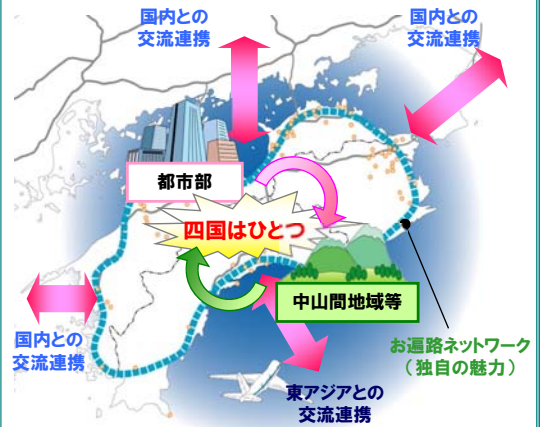 国内との
交流連携
国内との
交流連携
都市部
四国はひとつ
中山間地域等
国内との
交流連携
お遍路ネットワーク
（独自の魅力）
東アジアとの
交流連携